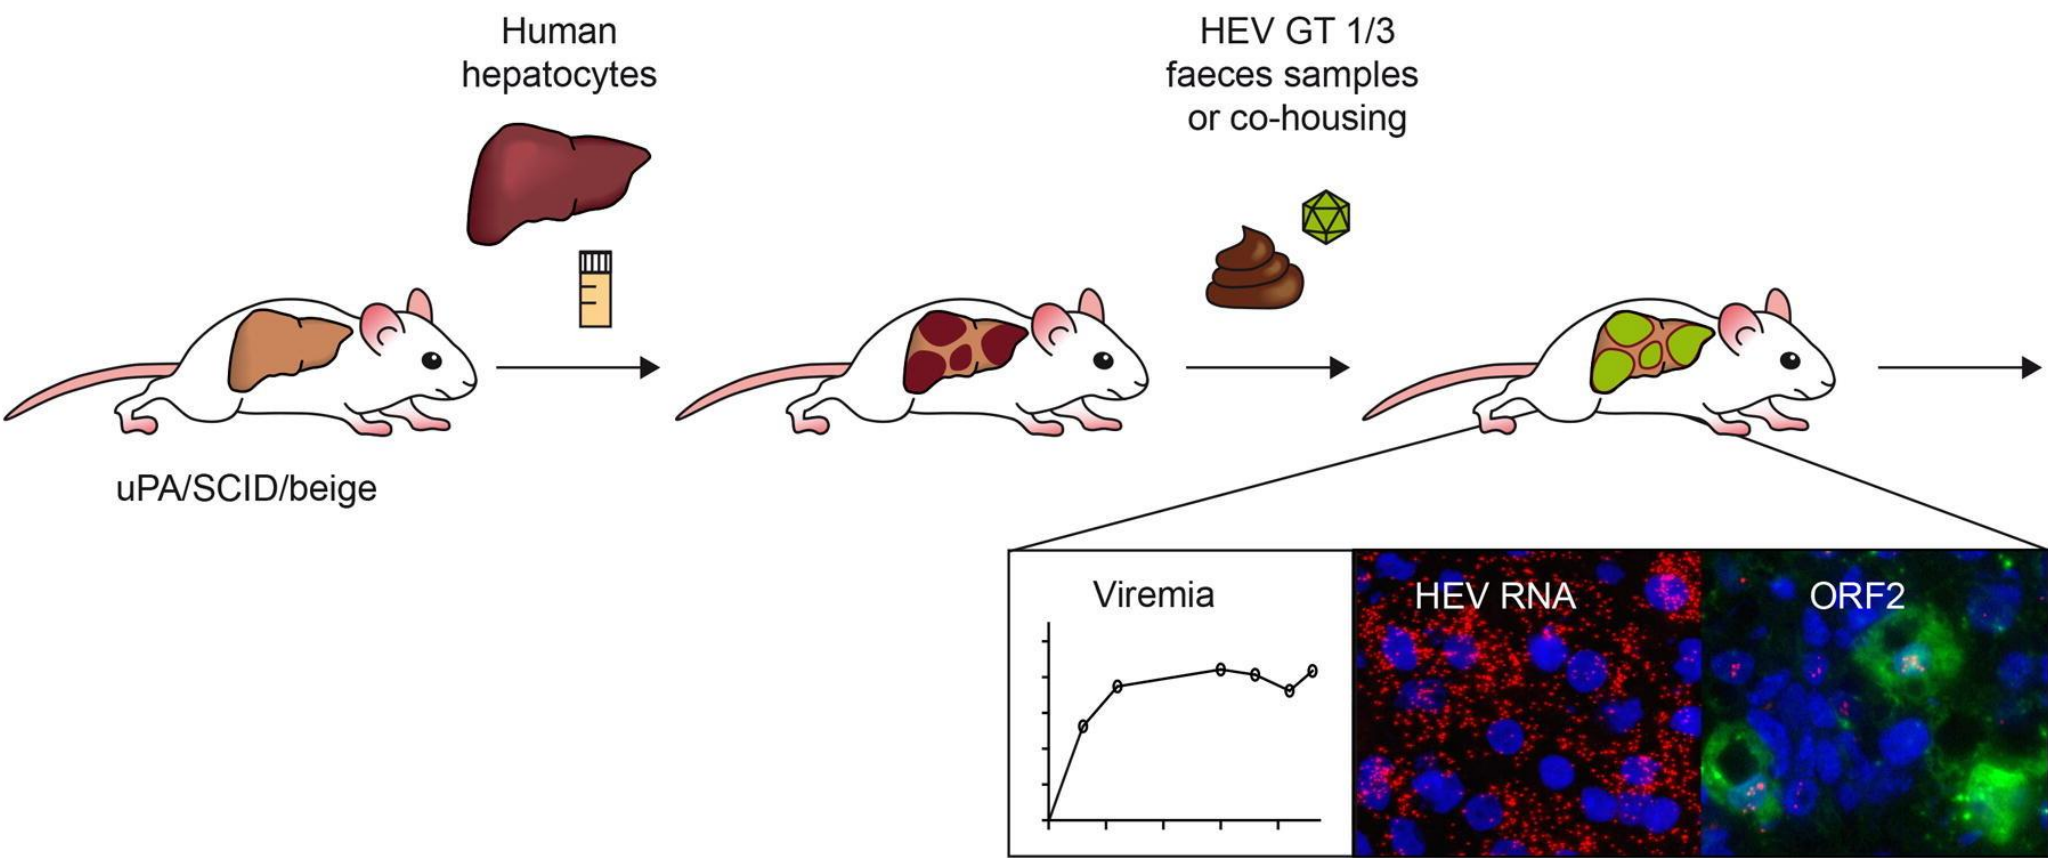 Human
hepatocytes
HEV GT 1/3
faeces samples
or co-housing
uPA/SCID/beige
Viremia
HEV RNA
ORF2